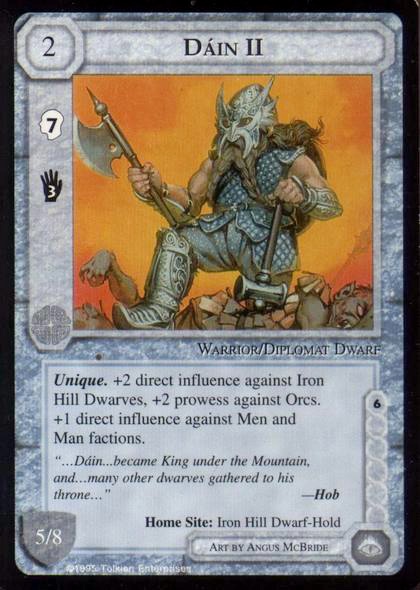 2
DÁIN II
7
3
WARRIOR/DIPLOMAT DWARF
Unique. +2 direct influence against Iron
Hill Dwarves, +2 prowess against Orcs.
+1 direct influence against Men and
Man factions.
6
“…Dáin...became King under the Mountain,
and…many other dwarves gathered to his
throne…” —Hob
Home Site: Iron Hill Dwarf-Hold
5/8
ART BY ANGUS MCBRIDE
©1995 Tolkien Enterprises